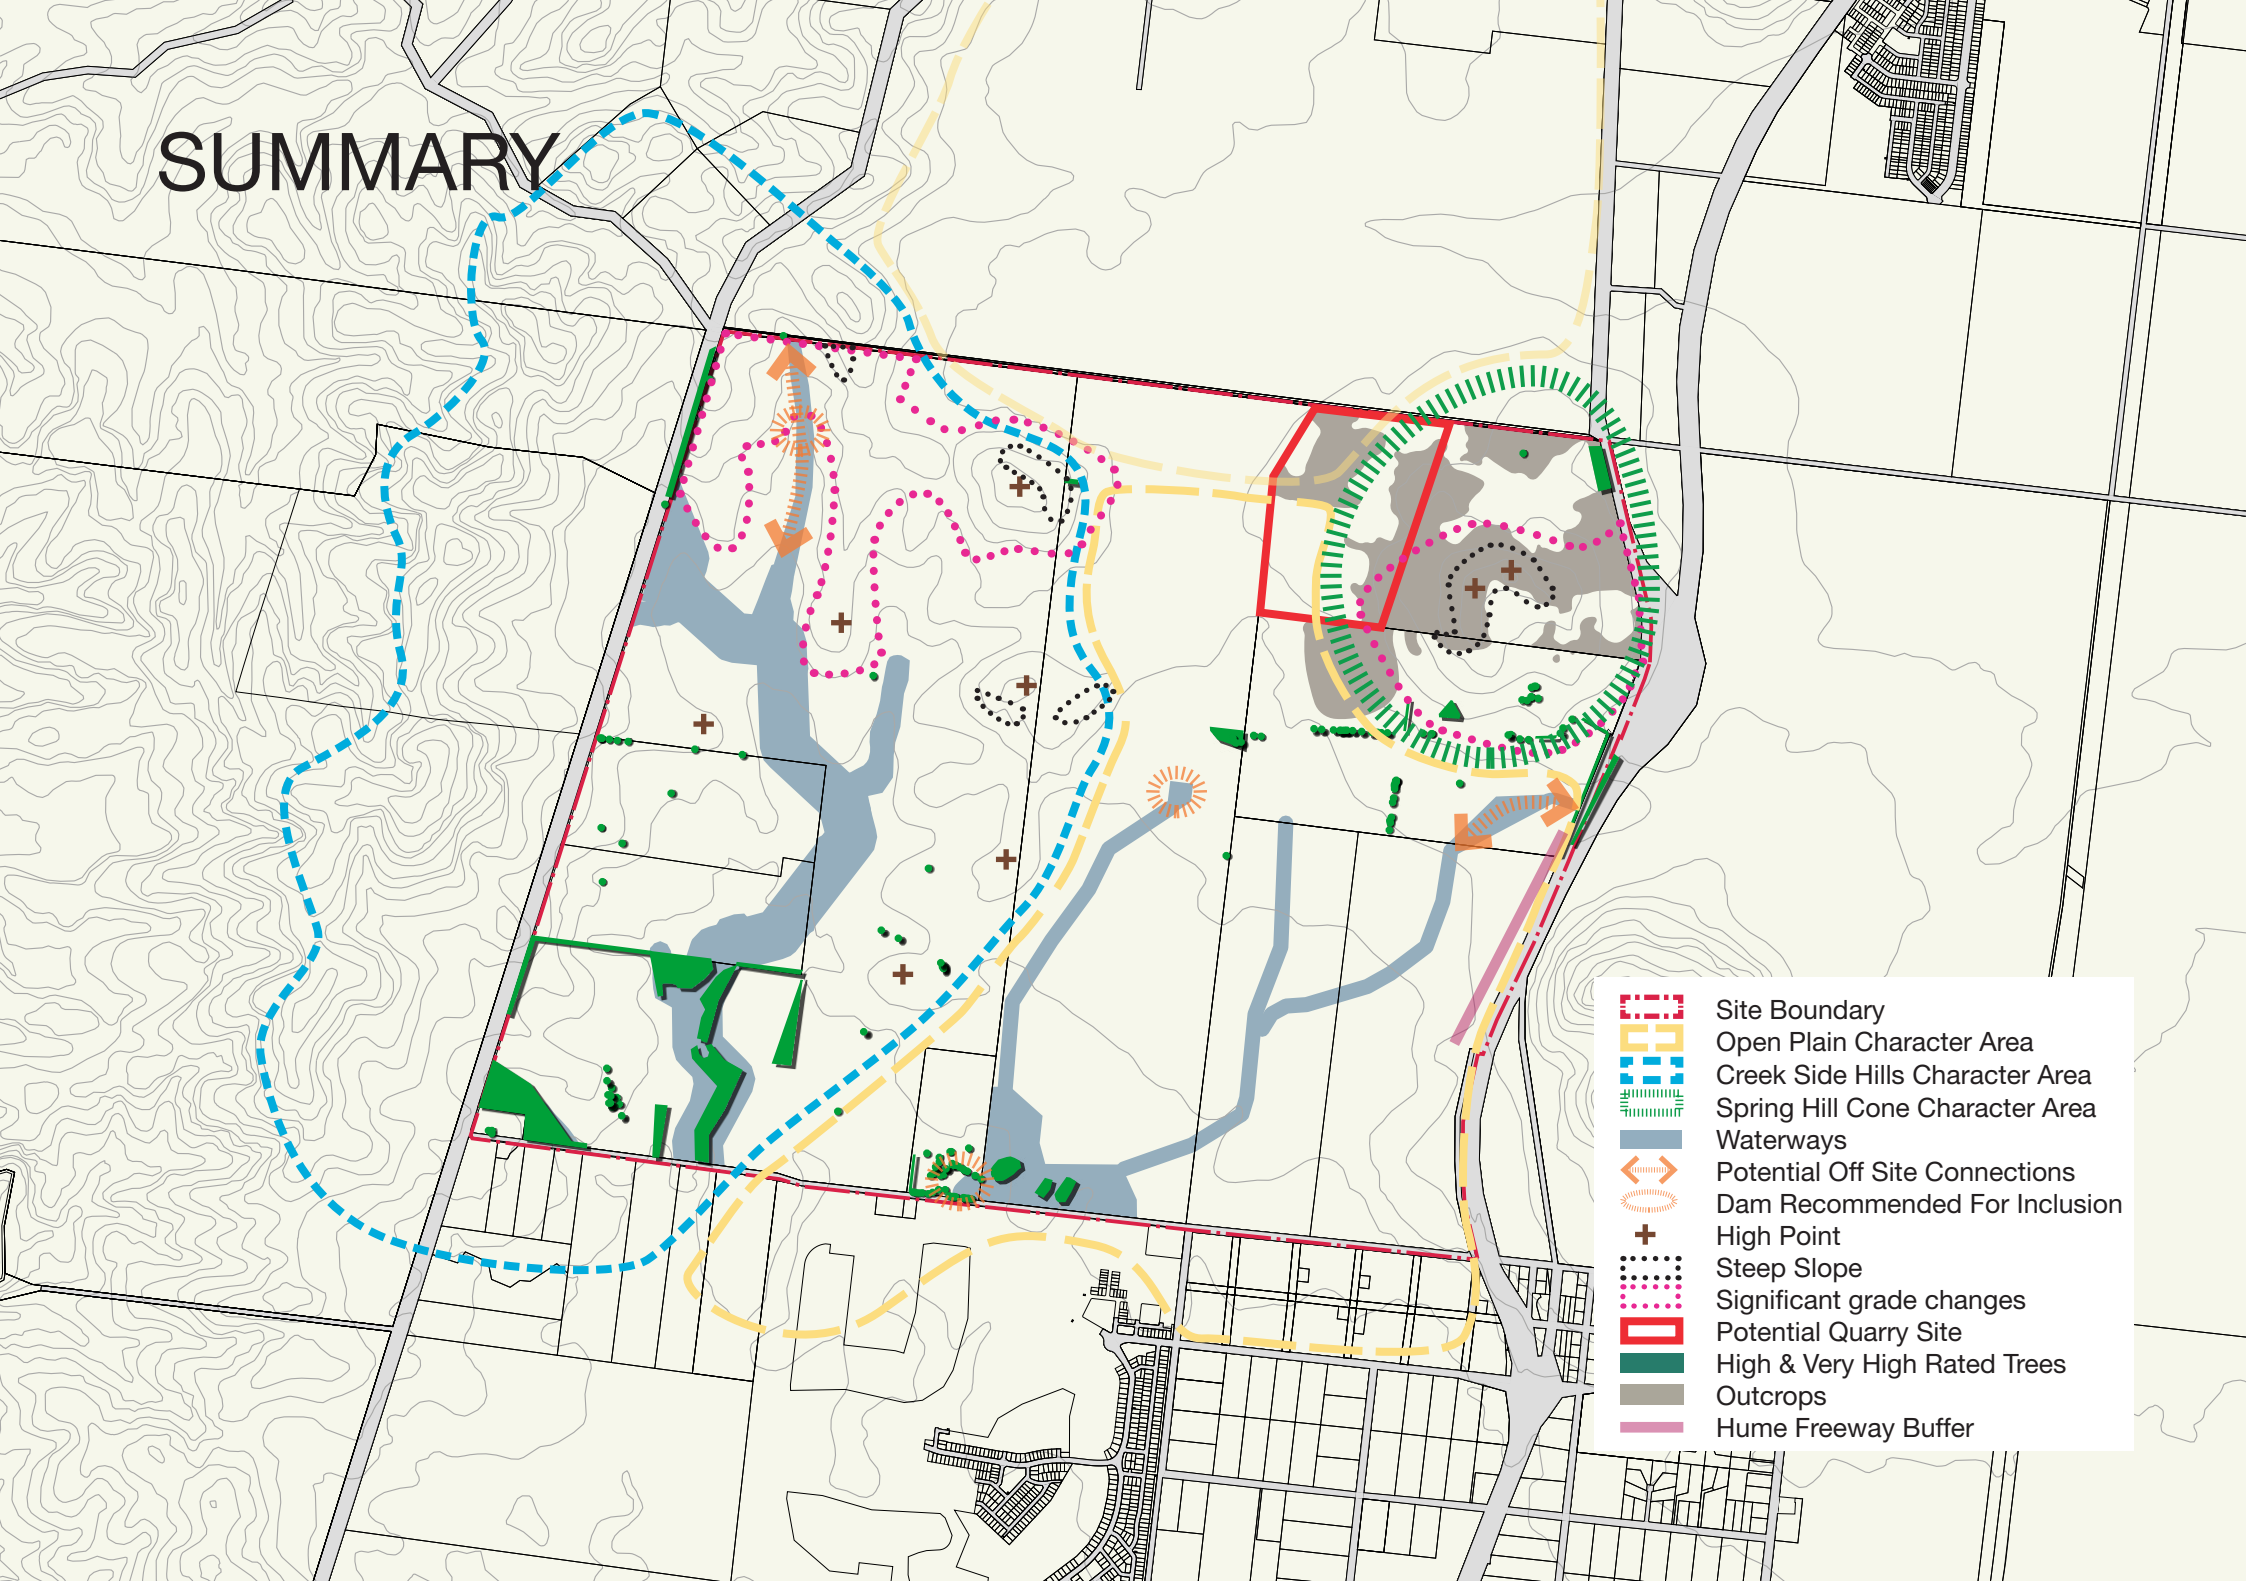 SUMMARY
Site Boundary
Open Plain Character Area
Creek Side Hills Character Area
Spring Hill Cone Character Area
Waterways
Potential Off Site Connections
Dam Recommended For Inclusion
High Point
Steep Slope
Significant grade changes
Potential Quarry Site
High & Very High Rated Trees
Outcrops
Hume Freeway Buffer